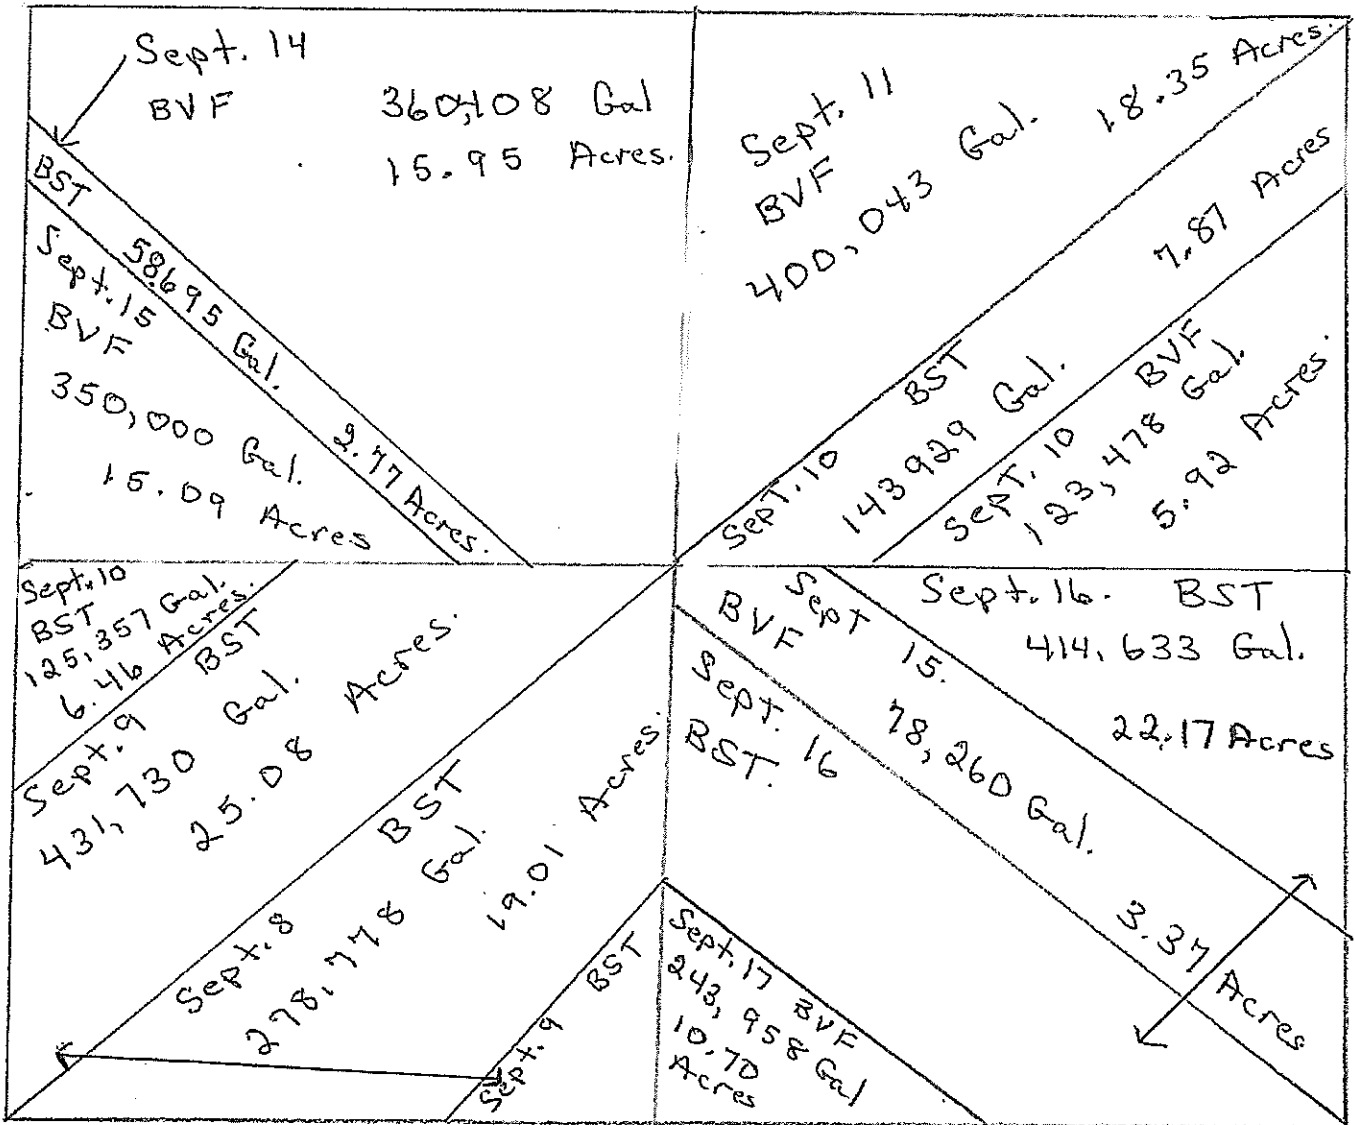 Sept. 14
BVF
360,108 Gal
15.95 Acres.
BST 58,695 Gal. 2.77 Acres.
Sept. 15
BVF
350,000 Gal.
15.09 Acres
Sept. 11
BVF
400,043 Gal. 18.35 Acres.
Sept. 10 BST
143929 Gal. 7.87 Acres
Sept. 10 BVF
123,478 Gal.
5.92 Acres.
Sept. 10
BST
125,357 Gal.
6.46 Acres.
Sept. 9 BST
431,730 Gal.
25.08 Acres.
Sept. 8 BST
278,778 Gal.
19.01 Acres.
Sept. 9 BST
Sept 15.
BVF
78,260 Gal.
3.37 Acres
Sept. 16. BST
414,633 Gal.
22.17 Acres
Sept. 16
BST.
Sept. 17 BVF
243,958 Gal
10.70
Acres